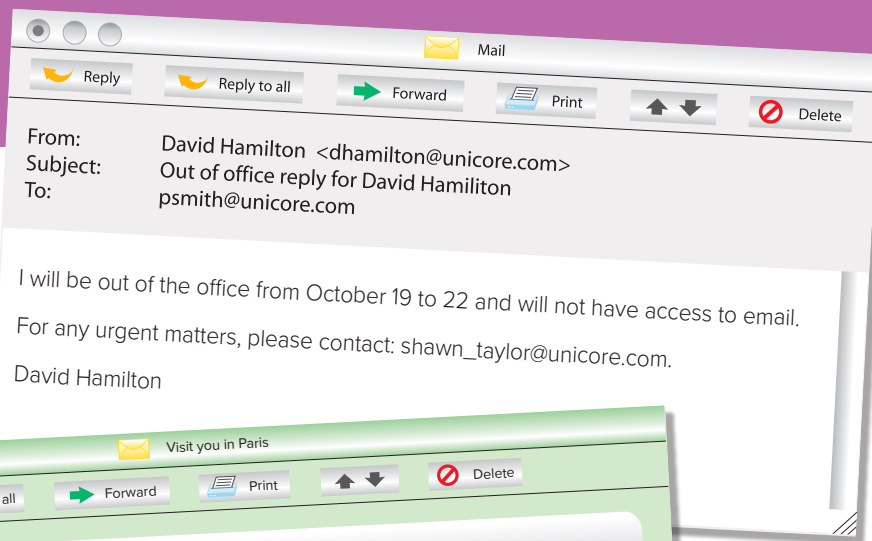 Mail
Reply Reply to all Forward Print Delete
From: David Hamilton <dhamilton@unicore.com>
Subject: Out of office reply for David Hamiliton
To: psmith@unicore.com
I will be out of the office from October 19 to 22 and will not have access to email.
For any urgent matters, please contact: shawn_taylor@unicore.com.
David Hamilton
Visit you in Paris
all Forward Print Delete